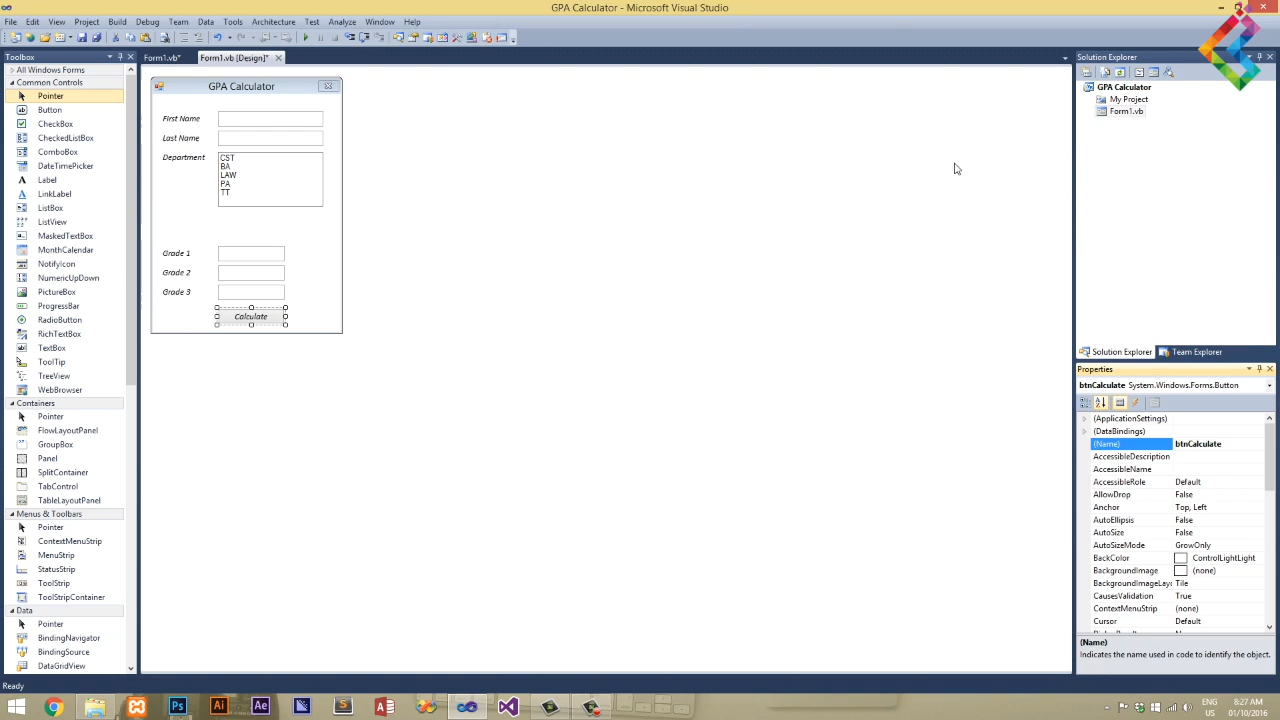 GPA Calculator - Microsoft Visual Studio
File Edit View Project Build Debug Team Data Tools Architecture Test Analyze Window Help
Toolbox
All Windows Forms
Common Controls
Pointer
Button
CheckBox
CheckedListBox
ComboBox
DateTimePicker
Label
LinkLabel
ListBox
ListView
MaskedTextBox
MonthCalendar
NotifyIcon
NumericUpDown
PictureBox
ProgressBar
RadioButton
RichTextBox
TextBox
ToolTip
TreeView
WebBrowser
Containers
Pointer
FlowLayoutPanel
GroupBox
Panel
SplitContainer
TabControl
TableLayoutPanel
Menus & Toolbars
Pointer
ContextMenuStrip
MenuStrip
StatusStrip
ToolStrip
ToolStripContainer
Data
Pointer
BindingNavigator
BindingSource
DataGridView
Form1.vb* Form1.vb [Design]*
GPA Calculator
First Name
Last Name
Department
CST
BA
LAW
PA
TT
Grade 1
Grade 2
Grade 3
Calculate
Solution Explorer
GPA Calculator
My Project
Form1.vb
Solution Explorer Team Explorer
Properties
btnCalculate System.Windows.Forms.Button
(ApplicationSettings)
(DataBindings)
(Name) btnCalculate
AccessibleDescription
AccessibleName
AccessibleRole Default
AllowDrop False
Anchor Top, Left
AutoEllipsis False
AutoSize False
AutoSizeMode GrowOnly
BackColor ControlLightLight
BackgroundImage (none)
BackgroundImageLayo Tile
CausesValidation True
ContextMenuStrip (none)
Cursor Default
(Name)
Indicates the name used in code to identify the object.
Ready
Ps Ai Ae
ENG 8:27 AM
US 01/10/2016